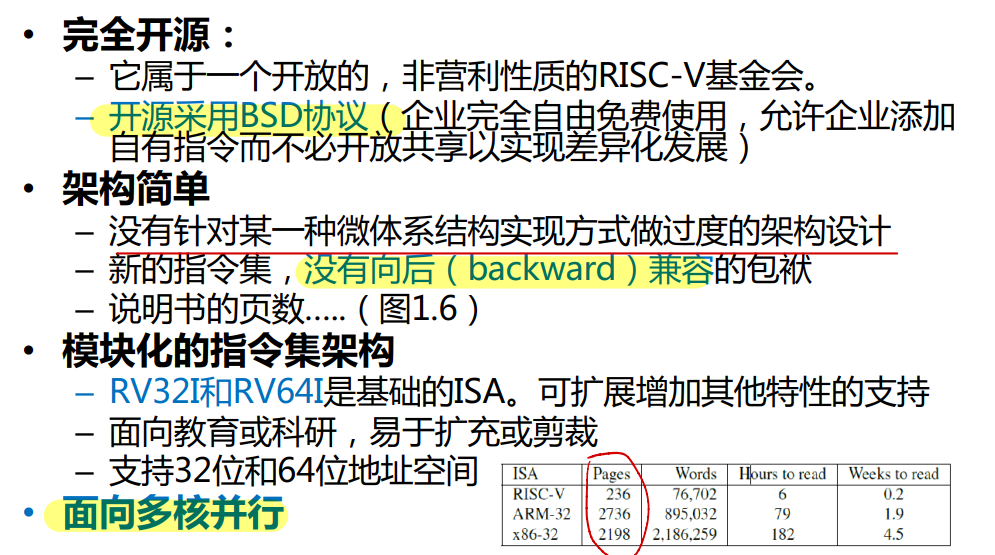 • 完全开源：
– 它属于一个开放的，非营利性质的RISC-V基金会。
– 开源采用BSD协议（企业完全自由免费使用，允许企业添加
自有指令而不必开放共享以实现差异化发展）
• 架构简单
– 没有针对某一种微体系结构实现方式做过度的架构设计
– 新的指令集，没有向后（backward）兼容的包袱
– 说明书的页数…..（图1.6）
• 模块化的指令集架构
– RV32I和RV64I是基础的ISA。可扩展增加其他特性的支持
– 面向教育或科研，易于扩充或剪裁
– 支持32位和64位地址空间
• 面向多核并行
ISA Pages Words Hours to read Weeks to read
RISC-V 236 76,702 6 0.2
ARM-32 2736 895,032 79 1.9
x86-32 2198 2,186,259 182 4.5